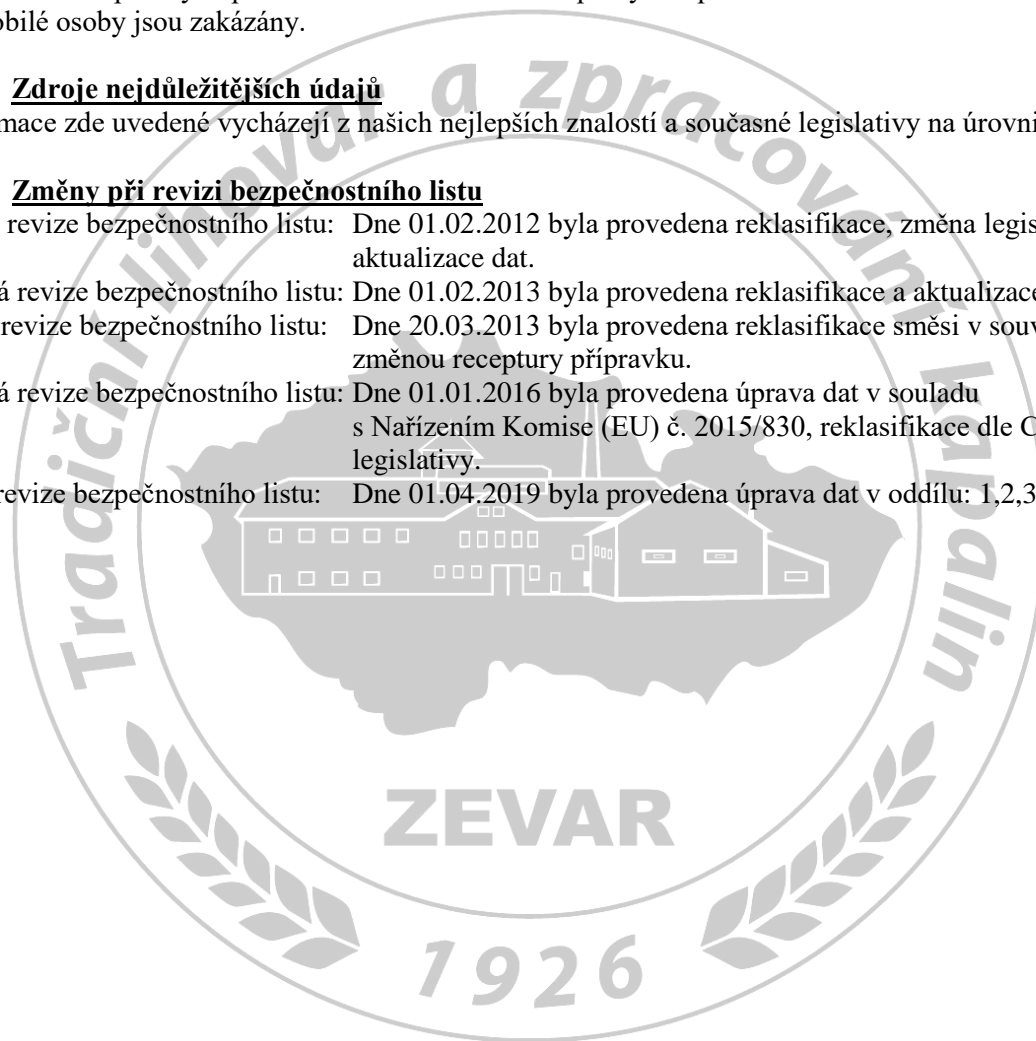 obilé osoby jsou zakázány.
Zdroje nejdůležitějších údajů
mace zde uvedené vycházejí z našich nejlepších znalostí a současné legislativy na úrovni
Změny při revizi bezpečnostního listu
revize bezpečnostního listu: Dne 01.02.2012 byla provedena reklasifikace, změna legis
aktualizace dat.
á revize bezpečnostního listu: Dne 01.02.2013 byla provedena reklasifikace a aktualizace
revize bezpečnostního listu: Dne 20.03.2013 byla provedena reklasifikace směsi v souv
změnou receptury přípravku.
á revize bezpečnostního listu: Dne 01.01.2016 byla provedena úprava dat v souladu
s Nařízením Komise (EU) č. 2015/830, reklasifikace dle C
legislativy.
revize bezpečnostního listu: Dne 01.04.2019 byla provedena úprava dat v oddílu: 1,2,3
Tradiční lihovar a zpracování kapalin
ZEVAR
1926